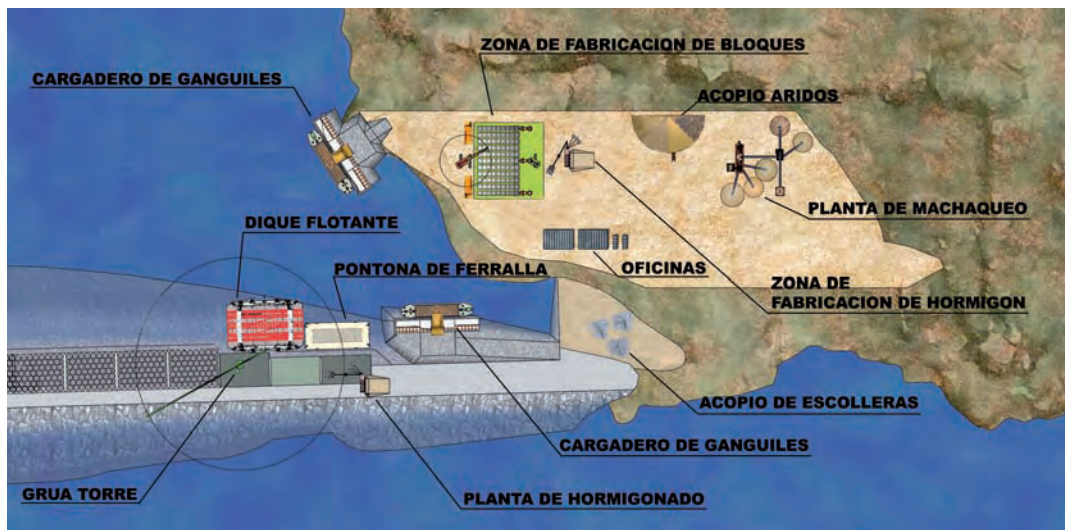 ZONA DE FABRICACION DE BLOQUES
CARGADERO DE GANGUILES
ACOPIO ARIDOS
PLANTA DE MACHAQUEO
DIQUE FLOTANTE
PONTONA DE FERRALLA
OFICINAS
ZONA DE
FABRICACION DE HORMIGON
ACOPIO DE ESCOLLERAS
CARGADERO DE GANGUILES
GRUA TORRE
PLANTA DE HORMIGONADO